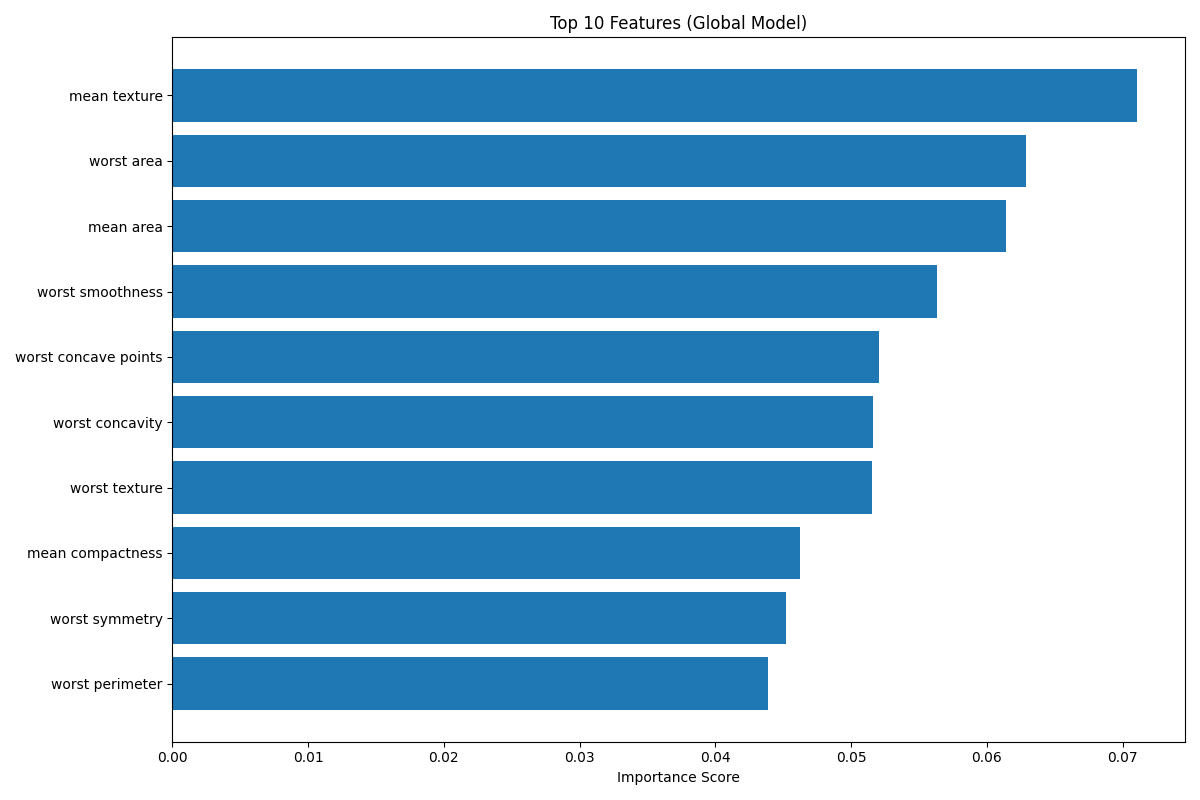 Top 10 Features (Global Model)
mean texture
worst area
mean area
worst smoothness
worst concave points
worst concavity
worst texture
mean compactness
worst symmetry
worst perimeter
0.00 0.01 0.02 0.03 0.04 0.05 0.06 0.07
Importance Score